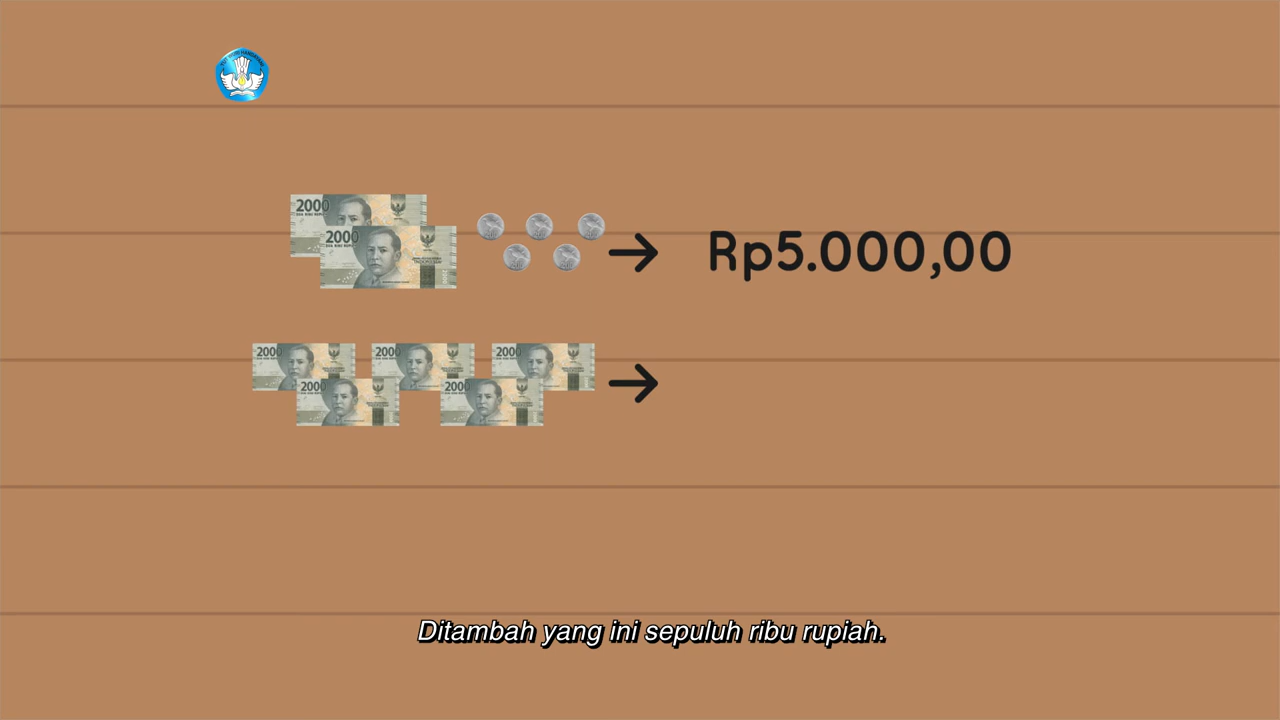 2000
2000
Rp5.000,00
2000 2000 2000
2000 2000
Ditambah yang ini sepuluh ribu rupiah.